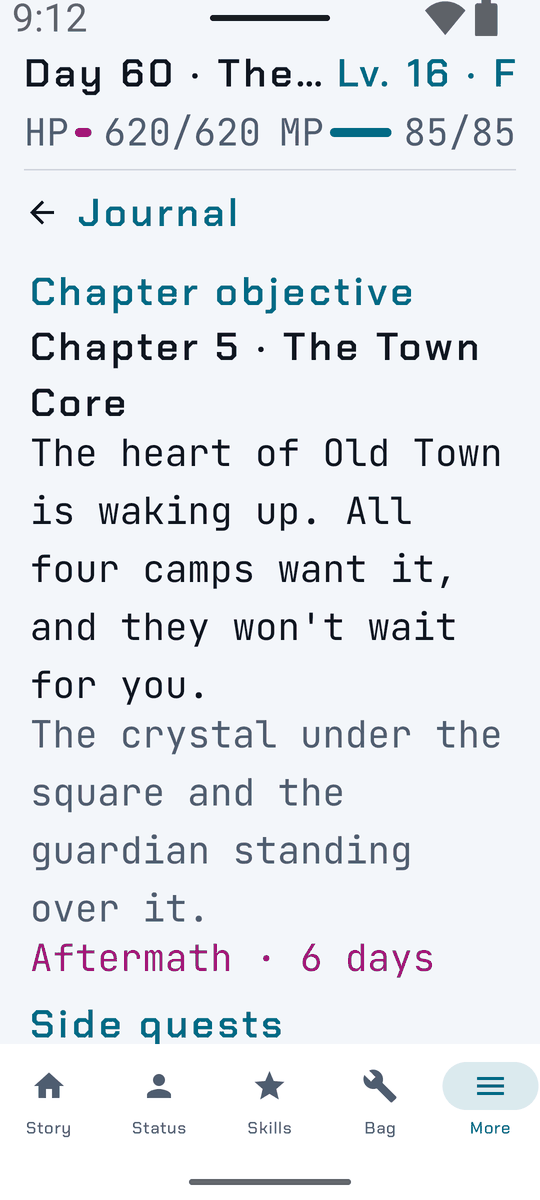 9:12
Day 60 · The… Lv. 16 · F
HP 620/620 MP 85/85
Journal
Chapter objective
Chapter 5 · The Town
Core
The heart of Old Town
is waking up. All
four camps want it,
and they won't wait
for you.
The crystal under the
square and the
guardian standing
over it.
Aftermath · 6 days
Side quests
Story Status Skills Bag More